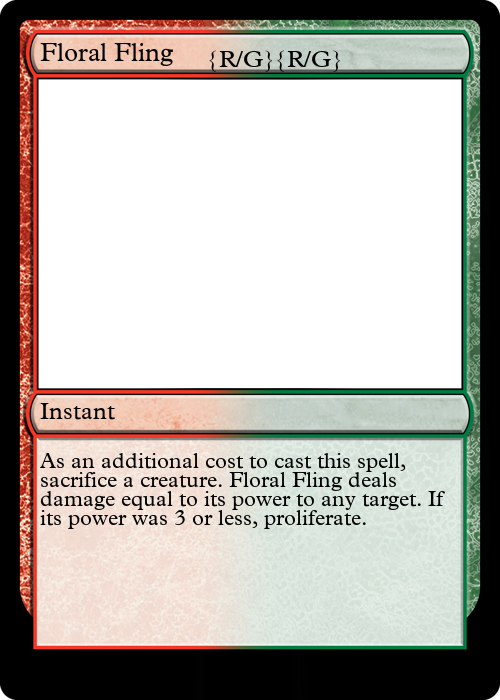 Floral Fling {R/G}{R/G}
Instant
As an additional cost to cast this spell,
sacrifice a creature. Floral Fling deals
damage equal to its power to any target. If
its power was 3 or less, proliferate.